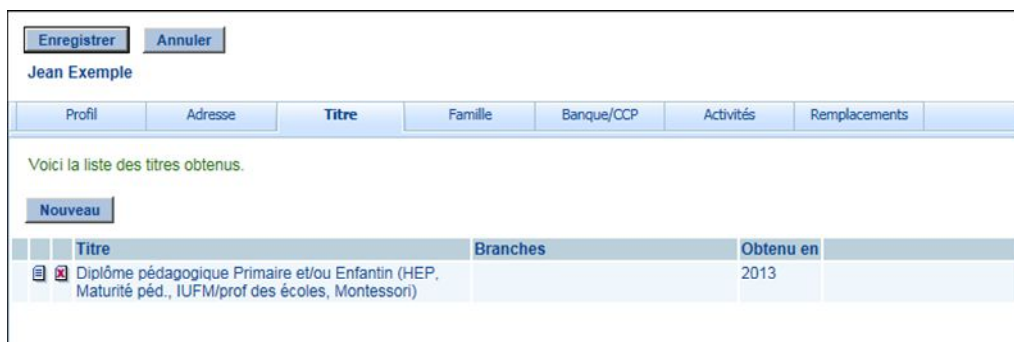 Enregistrer Annuler
Jean Exemple
Profil Adresse Titre Famille Banque/CCP Activités Remplacements
Voici la liste des titres obtenus.
Nouveau
Titre Branches Obtenu en
Diplôme pédagogique Primaire et/ou Enfantin (HEP, 2013
Maturité péd., IUFM/prof des écoles, Montessori)